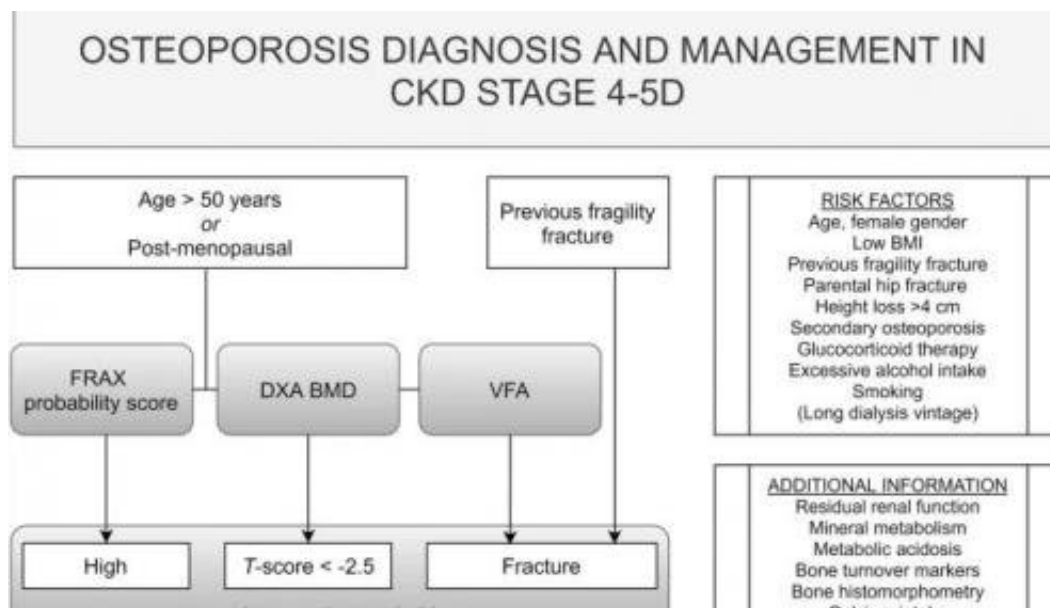 OSTEOPOROSIS DIAGNOSIS AND MANAGEMENT IN
CKD STAGE 4-5D
Age > 50 years
or
Post-menopausal
Previous fragility
fracture
FRAX
probability score
DXA BMD
VFA
High
T-score < -2.5
Fracture
RISK FACTORS
Age, female gender
Low BMI
Previous fragility fracture
Parental hip fracture
Height loss >4 cm
Secondary osteoporosis
Glucocorticoid therapy
Excessive alcohol intake
Smoking
(Long dialysis vintage)
ADDITIONAL INFORMATION
Residual renal function
Mineral metabolism
Metabolic acidosis
Bone turnover markers
Bone histomorphometry